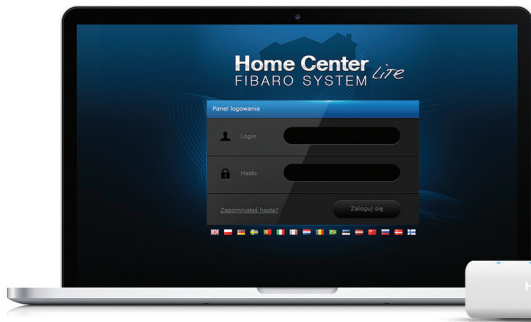 Home Center Lite
FIBARO SYSTEM
Panel logowania
Login
Hasło
Zapomniałeś hasła?
Zaloguj się
H